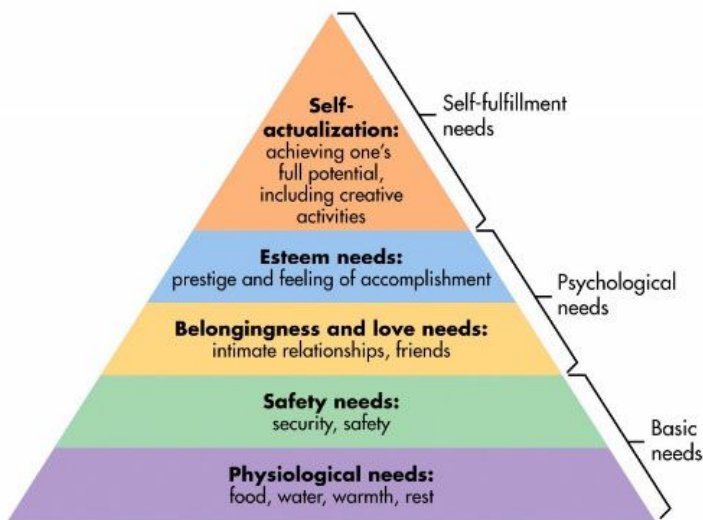 Self-
actualization:
achieving one's
full potential,
including creative
activities
Self-fulfillment
needs
Esteem needs:
prestige and feeling of accomplishment
Belongingness and love needs:
intimate relationships, friends
Psychological
needs
Safety needs:
security, safety
Physiological needs:
food, water, warmth, rest
Basic
needs